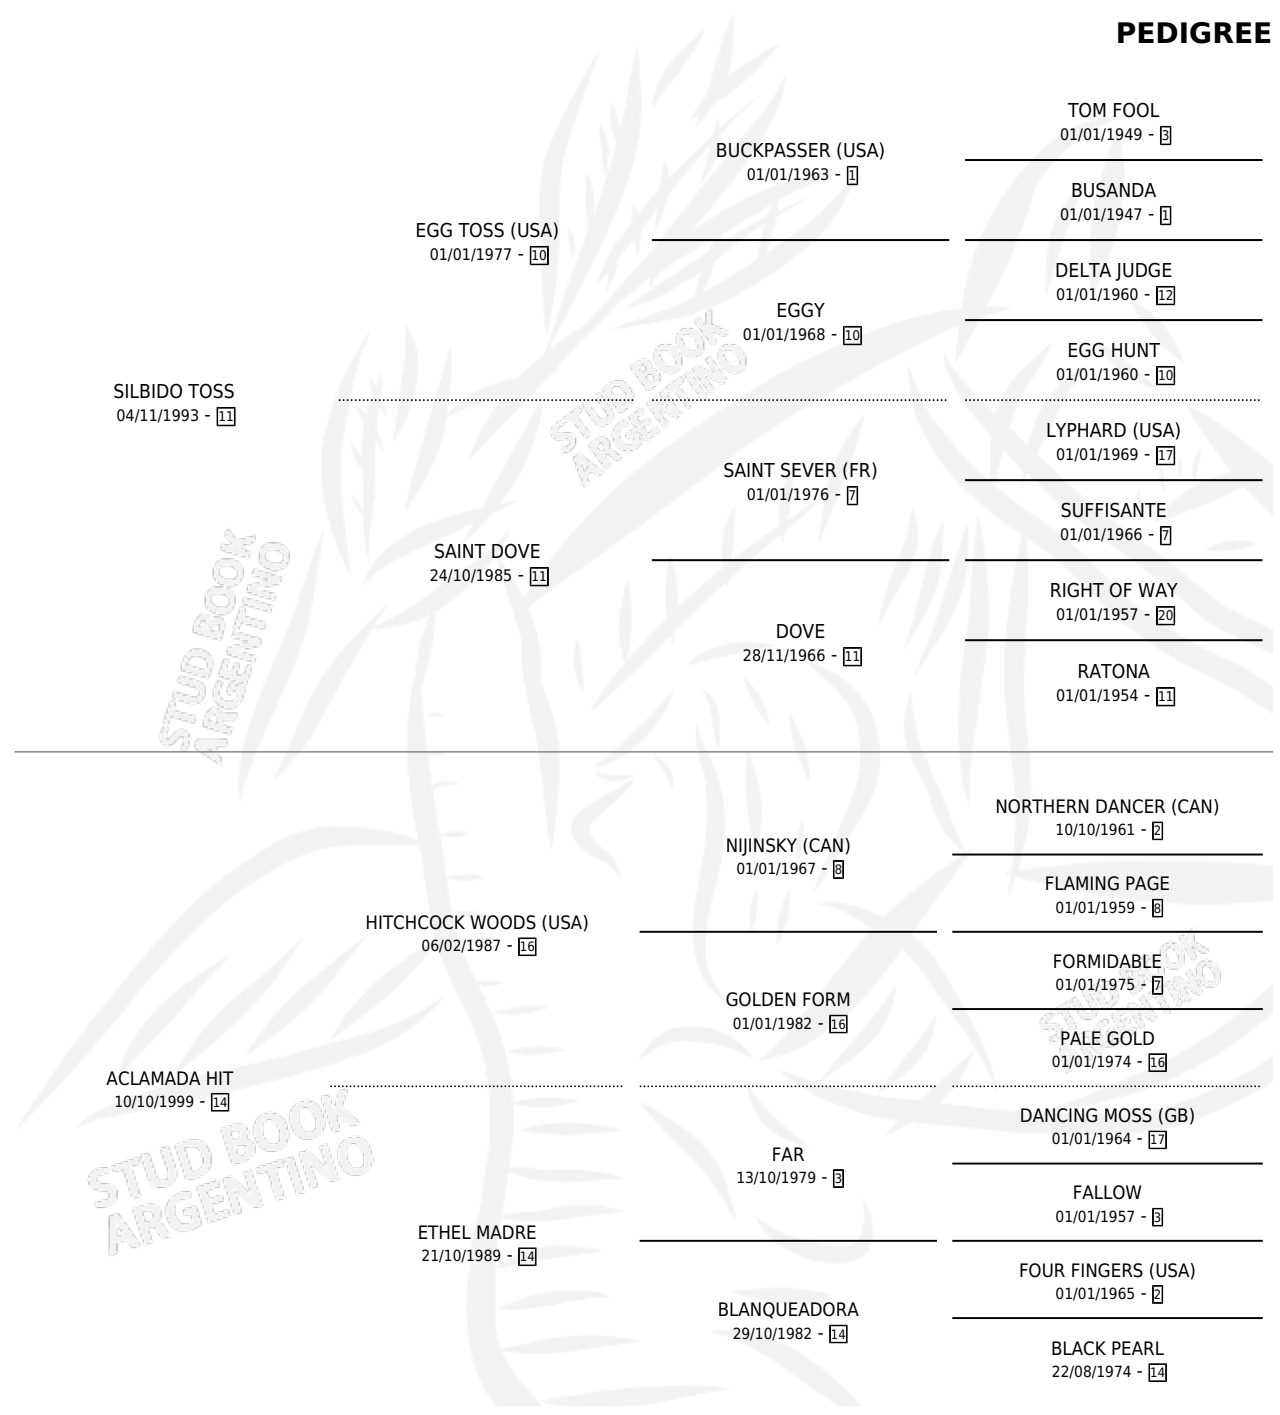 PEDIGREE
TOM FOOL
01/01/1949 - 3
BUCKPASSER (USA)
01/01/1963 - 1
BUSANDA
01/01/1947 - 1
EGG TOSS (USA)
01/01/1977 - 10
DELTA JUDGE
01/01/1960 - 12
EGGY
01/01/1968 - 10
EGG HUNT
01/01/1960 - 10
SILBIDO TOSS
04/11/1993 - 11
STUD BOOK
ARGENTINO
LYPHARD (USA)
01/01/1969 - 17
SAINT SEVER (FR)
01/01/1976 - 7
SUFFISANTE
01/01/1966 - 7
SAINT DOVE
24/10/1985 - 11
RIGHT OF WAY
01/01/1957 - 20
DOVE
28/11/1966 - 11
RATONA
01/01/1954 - 11
STUD BOOK
ARGENTINO
NORTHERN DANCER (CAN)
10/10/1961 - 2
NIJINSKY (CAN)
01/01/1967 - 8
FLAMING PAGE
01/01/1959 - 8
HITCHCOCK WOODS (USA)
06/02/1987 - 16
FORMIDABLE
01/01/1975 - 7
GOLDEN FORM
01/01/1982 - 16
STUD BOOK
ARGENTINO
PALE GOLD
01/01/1974 - 16
ACLAMADA HIT
10/10/1999 - 14
STUD BOOK
ARGENTINO
DANCING MOSS (GB)
01/01/1964 - 17
FAR
13/10/1979 - 3
FALLOW
01/01/1957 - 3
ETHEL MADRE
21/10/1989 - 14
FOUR FINGERS (USA)
01/01/1965 - 2
BLANQUEADORA
29/10/1982 - 14
BLACK PEARL
22/08/1974 - 14